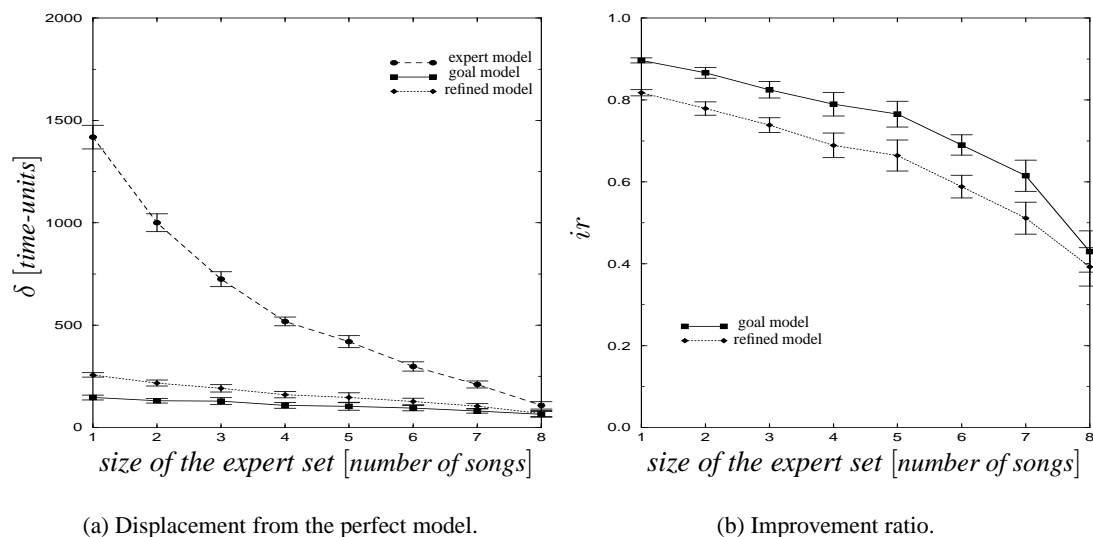 2000
1500
1000
500
0
δ [time-units]
expert model
goal model
refined model
1 2 3 4 5 6 7 8
size of the expert set [number of songs]
(a) Displacement from the perfect model.
1.0
0.8
0.6
0.4
0.2
0.0
ir
goal model
refined model
1 2 3 4 5 6 7 8
size of the expert set [number of songs]
(b) Improvement ratio.